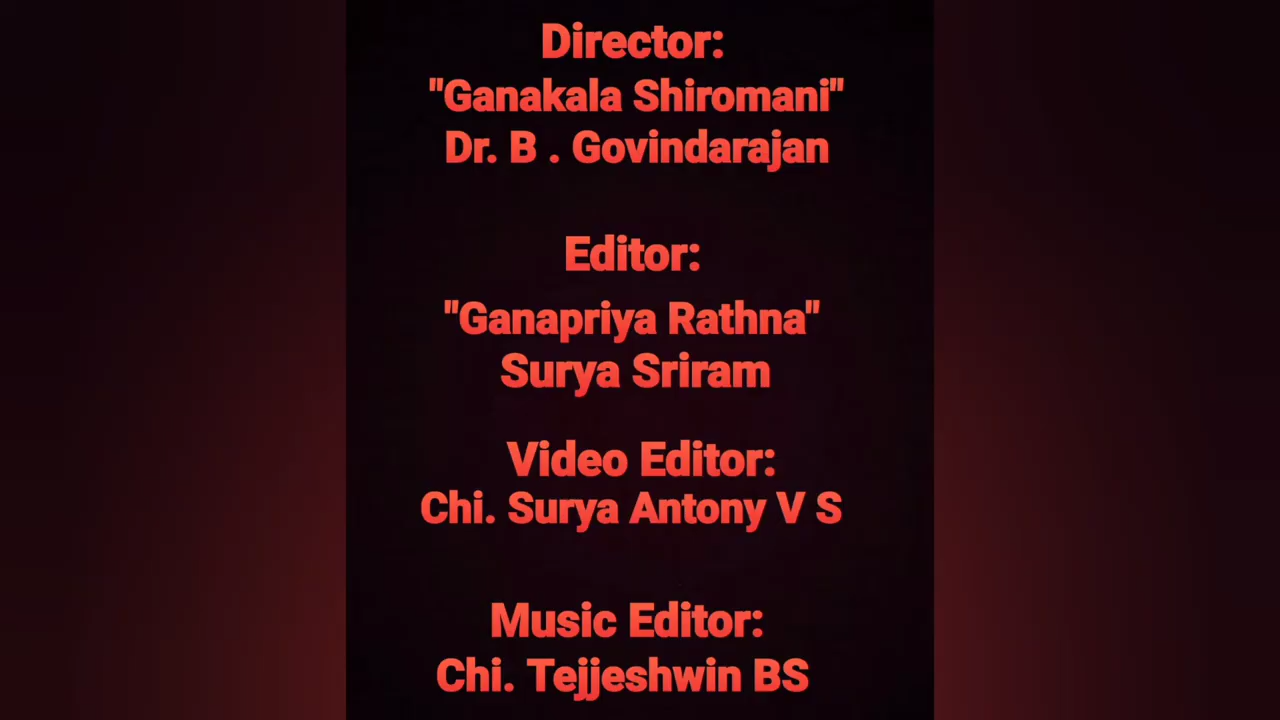 Director:
"Ganakala Shiromani"
Dr. B . Govindarajan
Editor:
"Ganapriya Rathna"
Surya Sriram
Video Editor:
Chi. Surya Antony V S
Music Editor:
Chi. Tejjeshwin BS